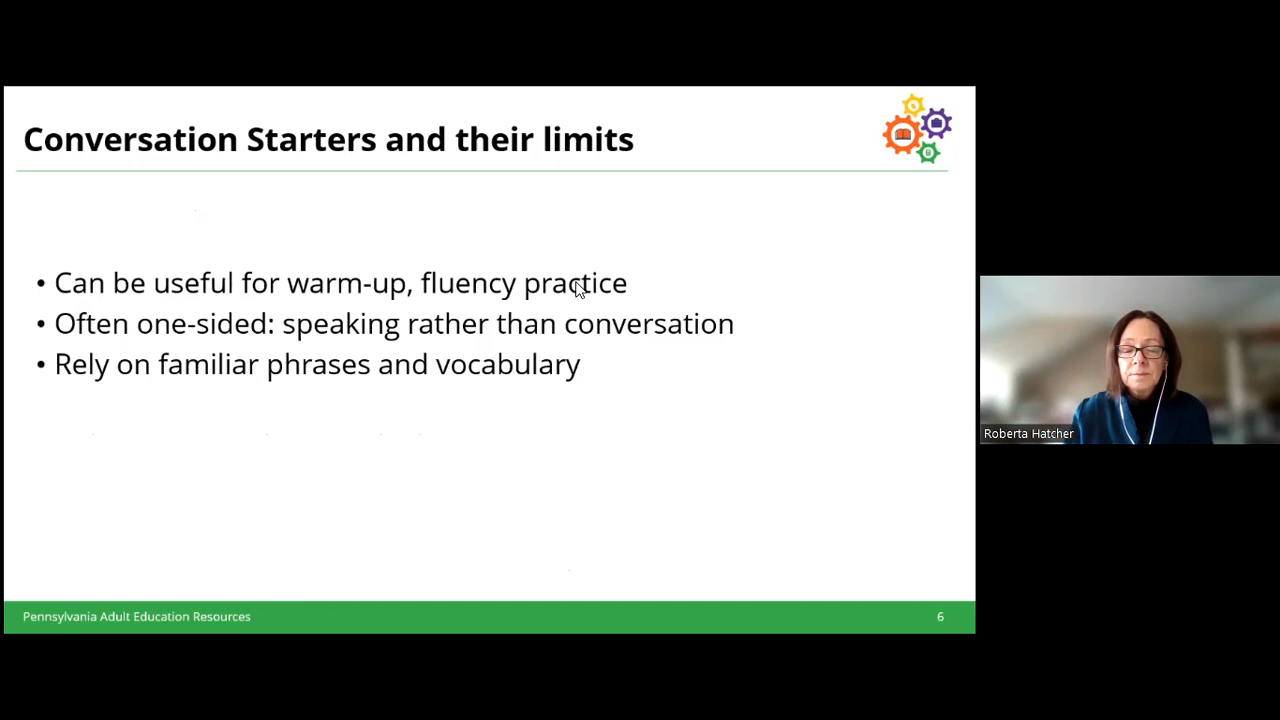 Conversation Starters and their limits
• Can be useful for warm-up, fluency practice
• Often one-sided: speaking rather than conversation
• Rely on familiar phrases and vocabulary
Roberta Hatcher
Pennsylvania Adult Education Resources
6